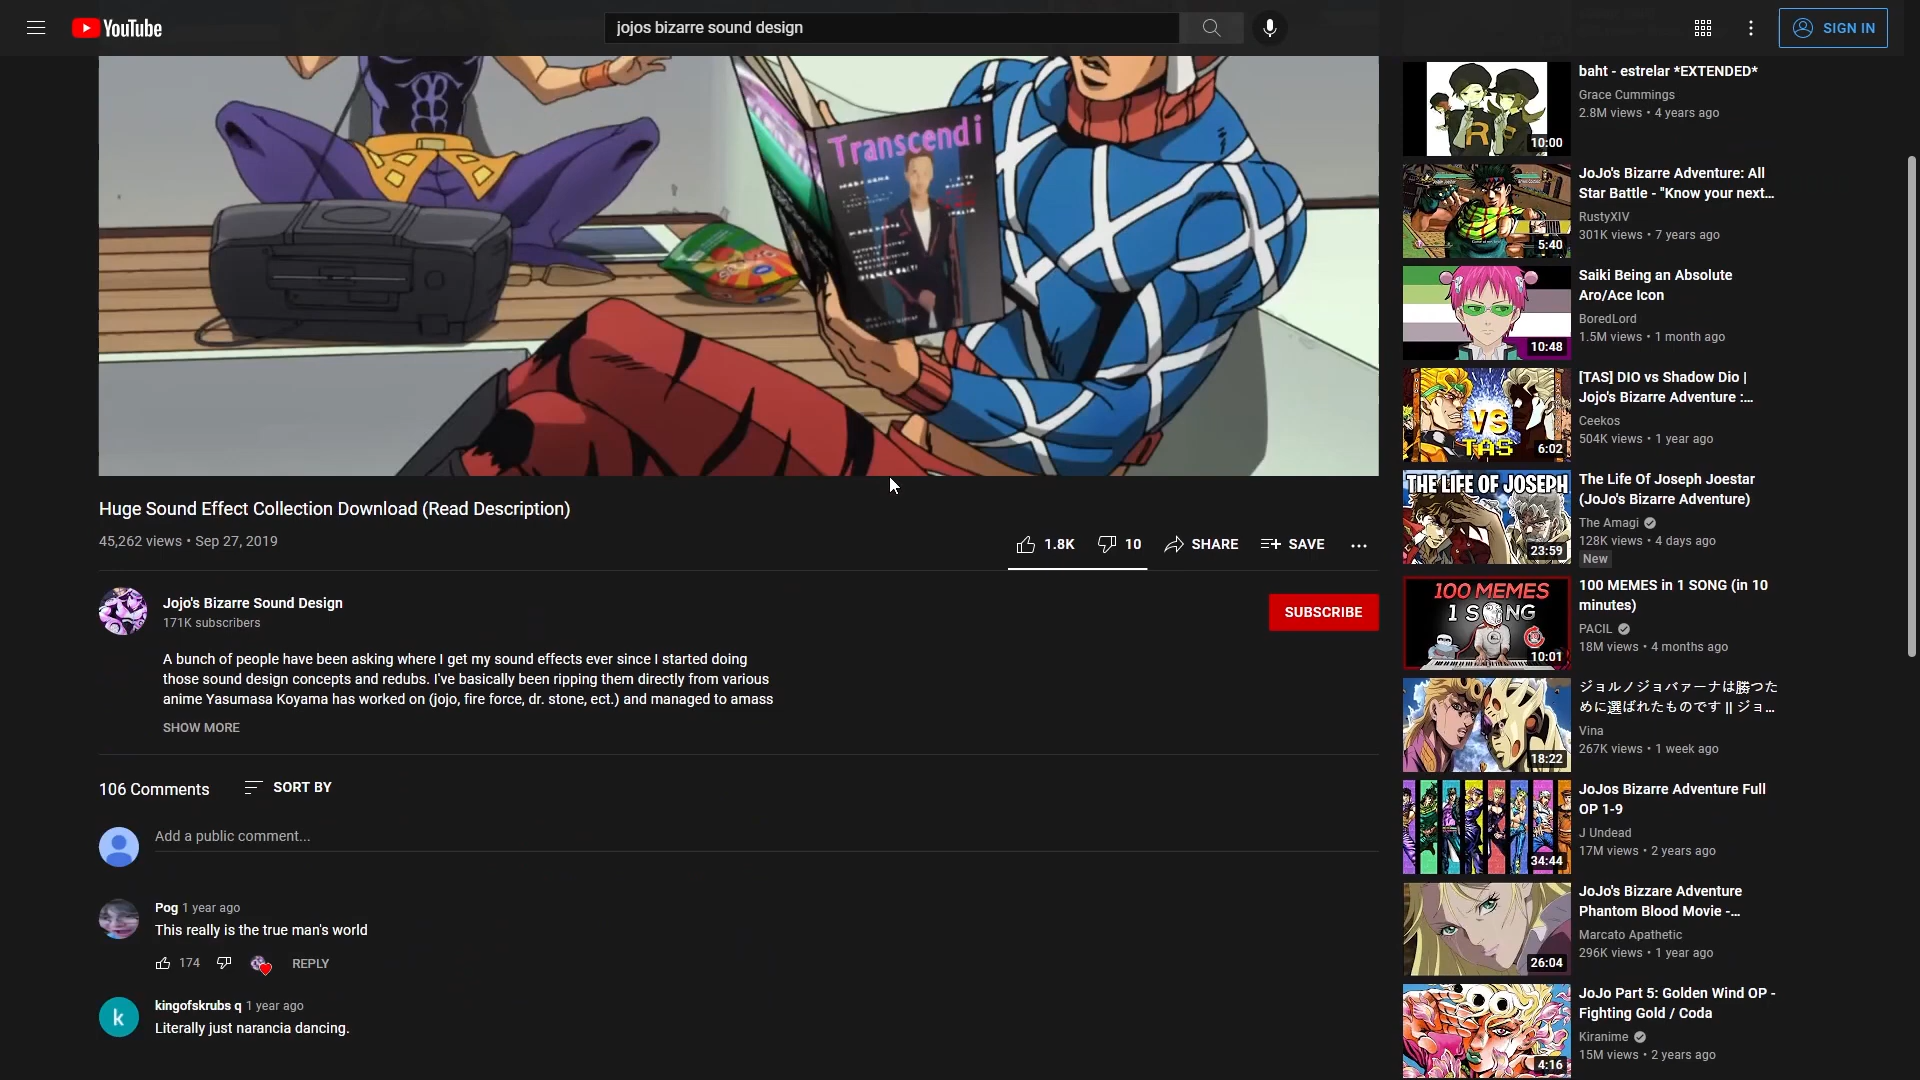 YouTube
jojos bizarre sound design
SIGN IN
Transcendi
Huge Sound Effect Collection Download (Read Description)
45,262 views • Sep 27, 2019
1.8K
10
SHARE
SAVE
Jojo's Bizarre Sound Design
171K subscribers
SUBSCRIBE
A bunch of people have been asking where I get my sound effects ever since I started doing
those sound design concepts and redubs. I've basically been ripping them directly from various
anime Yasumasa Koyama has worked on (jojo, fire force, dr. stone, ect.) and managed to amass
SHOW MORE
106 Comments
SORT BY
Add a public comment...
Pog 1 year ago
This really is the true man's world
174
REPLY
k
kingofskrubs q 1 year ago
Literally just narancia dancing.
R
10:00
baht - estrelar *EXTENDED*
Grace Cummings
2.8M views • 4 years ago
5:40
JoJo's Bizarre Adventure: All
Star Battle - "Know your next...
RustyXIV
301K views • 7 years ago
10:48
Saiki Being an Absolute
Aro/Ace Icon
BoredLord
1.5M views • 1 month ago
VS
TAS
6:02
[TAS] DIO vs Shadow Dio |
Jojo's Bizarre Adventure :...
Ceekos
504K views • 1 year ago
THE LIFE OF JOSEPH
23:59
The Life Of Joseph Joestar
(JoJo's Bizarre Adventure)
The Amagi
128K views • 4 days ago
New
100 MEMES
1 SONG
10:01
100 MEMES in 1 SONG (in 10
minutes)
PACIL
18M views • 4 months ago
18:22
ジョルノジョバァーナは勝つた
めに選ばれたものです || ジョ...
Vina
267K views • 1 week ago
34:44
JoJos Bizarre Adventure Full
OP 1-9
J Undead
17M views • 2 years ago
26:04
JoJo's Bizzare Adventure
Phantom Blood Movie -...
Marcato Apathetic
296K views • 1 year ago
4:16
JoJo Part 5: Golden Wind OP -
Fighting Gold / Coda
Kiranime
15M views • 2 years ago